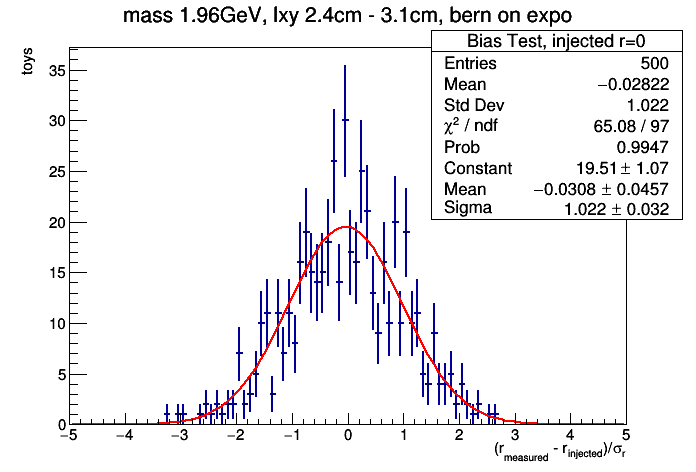 mass 1.96GeV, lxy 2.4cm - 3.1cm, bern on expo
Bias Test, injected r=0
Entries 500
Mean −0.02822
Std Dev 1.022
χ² / ndf 65.08 / 97
Prob 0.9947
Constant 19.51 ± 1.07
Mean −0.0308 ± 0.0457
Sigma 1.022 ± 0.032
toys
35
30
25
20
15
10
5
0
−5 −4 −3 −2 −1 0 1 2 3 4 5
(r_measured - r_injected)/σ_r